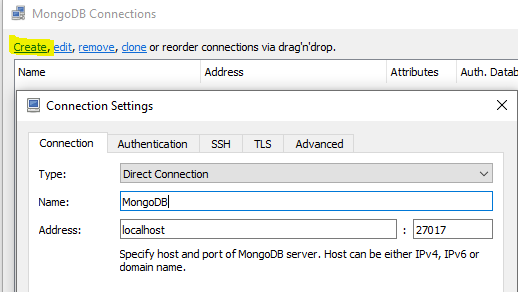 MongoDB Connections
Create, edit, remove, clone or reorder connections via drag'n'drop.
Name Address Attributes Auth. Datab
Connection Settings
Connection Authentication SSH TLS Advanced
Type: Direct Connection
Name: MongoDB
Address: localhost : 27017
Specify host and port of MongoDB server. Host can be either IPv4, IPv6 or
domain name.